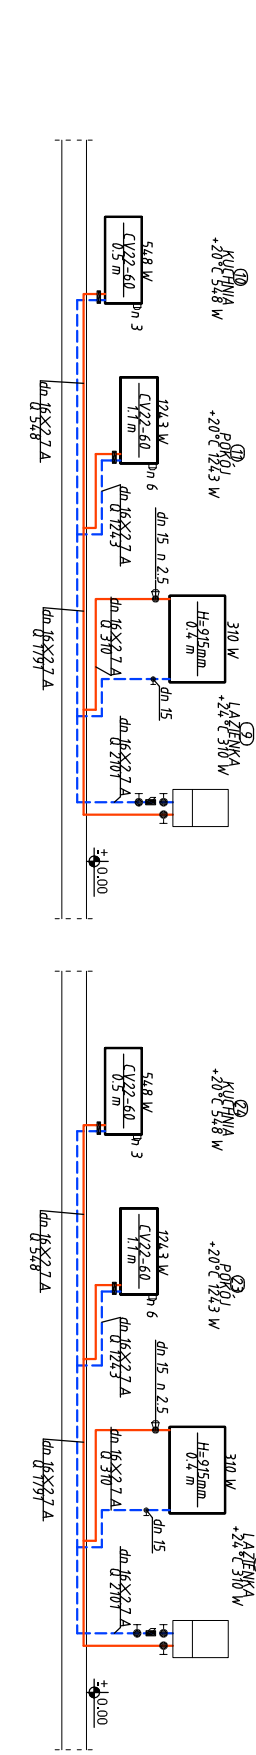 10
KUCHNIA
+20°C 548 W
548 W
CV22-60
0.5 m
n 3
dn 16X2.7 A
Q 548
11
POKÓJ
+20°C 1243 W
1243 W
CV22-60
1.1 m
n 6
dn 16X2.7 A
Q 1243
dn 15 n 2.5
310 W
H=915mm
0.4 m
dn 16X2.7 A
Q 310
dn 15
dn 16X2.7 A
Q 1791
9
ŁAZIENKA
+24°C 310 W
dn 16X2.7 A
Q 2101
±0.00
24
KUCHNIA
+20°C 548 W
548 W
CV22-60
0.5 m
n 3
dn 16X2.7 A
Q 548
23
POKÓJ
+20°C 1243 W
1243 W
CV22-60
1.1 m
n 6
dn 16X2.7 A
Q 1243
dn 15 n 2.5
310 W
H=915mm
0.4 m
dn 16X2.7 A
Q 310
dn 15
dn 16X2.7 A
Q 1791
ŁAZIENKA
+24°C 310 W
dn 16X2.7 A
Q 2101
±0.00